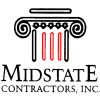 MIDSTATE
CONTRACTORS, INC.